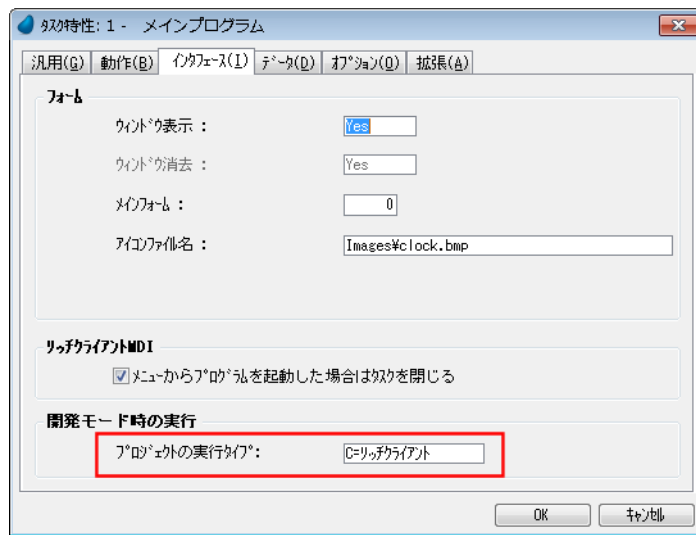 ﾀｽｸ特性: 1 -　メインプログラム
汎用(G) 動作(B) ｲﾝﾀﾌｪｰｽ(I) ﾃﾞｰﾀ(D) ｵﾌﾟｼｮﾝ(O) 拡張(A)
ﾌｫｰﾑ
ｳｨﾝﾄﾞｳ表示 : Yes
ｳｨﾝﾄﾞｳ消去 : Yes
ﾒｲﾝﾌｫｰﾑ : 0
ｱｲｺﾝﾌｧｲﾙ名 : Images¥clock.bmp
ﾘｯﾁｸﾗｲｱﾝﾄMDI
ﾒﾆｭｰからﾌﾟﾛｸﾞﾗﾑを起動した場合はﾀｽｸを閉じる
開発モード時の実行
ﾌﾟﾛｼﾞｪｸﾄの実行ﾀｲﾌﾟ: C=ﾘｯﾁｸﾗｲｱﾝﾄ
OK ｷｬﾝｾﾙ